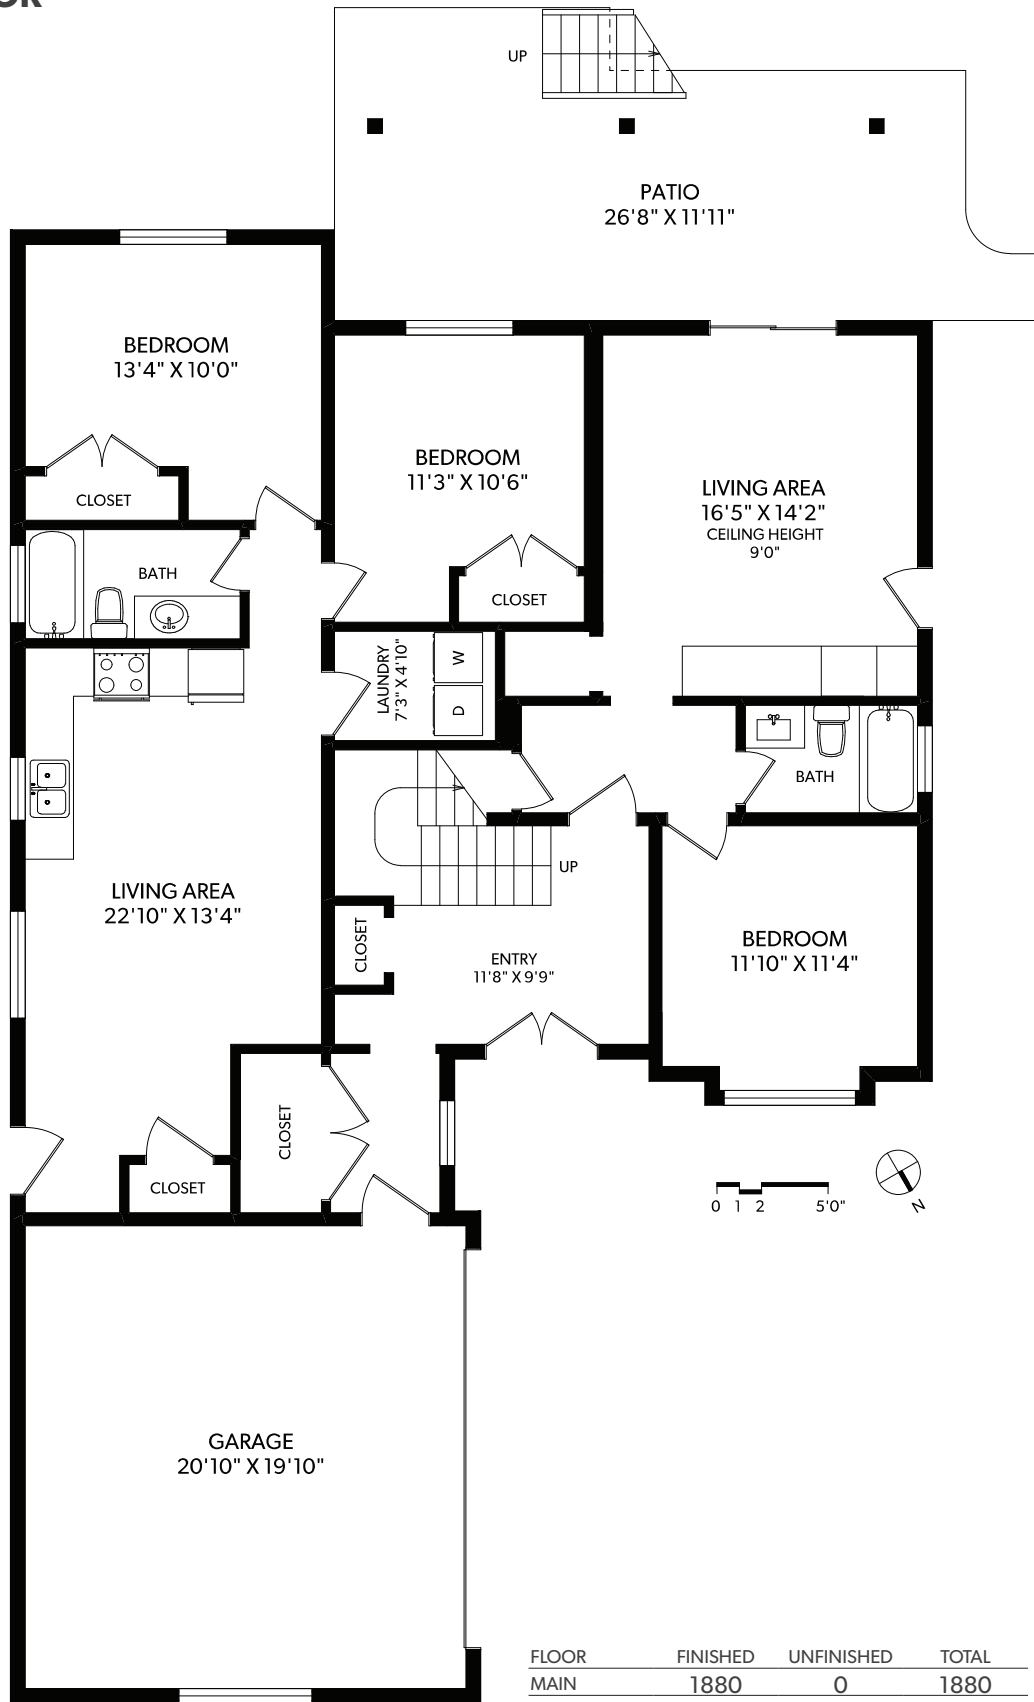 UP
PATIO
26'8" X 11'11"
BEDROOM
13'4" X 10'0"
CLOSET
BEDROOM
11'3" X 10'6"
CLOSET
LIVING AREA
16'5" X 14'2"
CEILING HEIGHT
9'0"
BATH
LAUNDRY
7'3" X 4'10"
W
D
BATH
UP
LIVING AREA
22'10" X 13'4"
CLOSET
ENTRY
11'8" X 9'9"
BEDROOM
11'10" X 11'4"
CLOSET
CLOSET
0 1 2 5'0"
N
GARAGE
20'10" X 19'10"
FLOOR FINISHED UNFINISHED TOTAL
MAIN 1880 0 1880